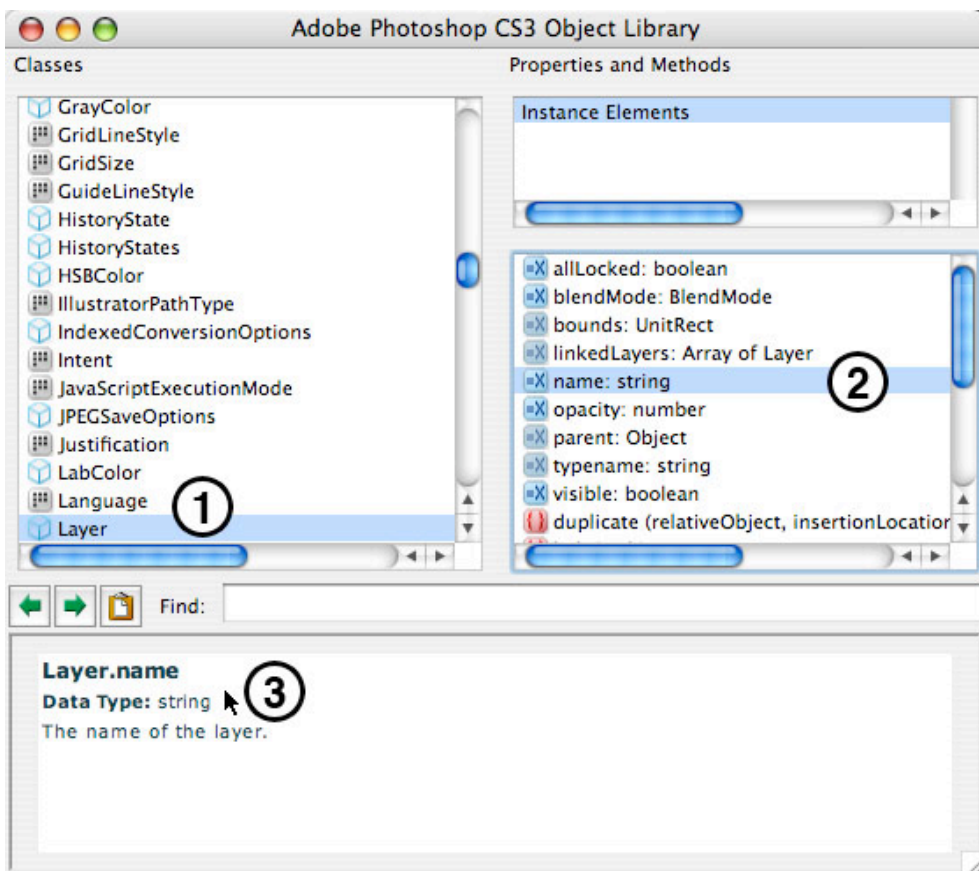 Adobe Photoshop CS3 Object Library
Classes
GrayColor
GridLineStyle
GridSize
GuideLineStyle
HistoryState
HistoryStates
HSBColor
IllustratorPathType
IndexedConversionOptions
Intent
JavaScriptExecutionMode
JPEGSaveOptions
Justification
LabColor
Language
1
Layer
Properties and Methods
Instance Elements
allLocked: boolean
blendMode: BlendMode
bounds: UnitRect
linkedLayers: Array of Layer
name: string
2
opacity: number
parent: Object
typename: string
visible: boolean
duplicate (relativeObject, insertionLocation
Find:
Layer.name
Data Type: string
3
The name of the layer.